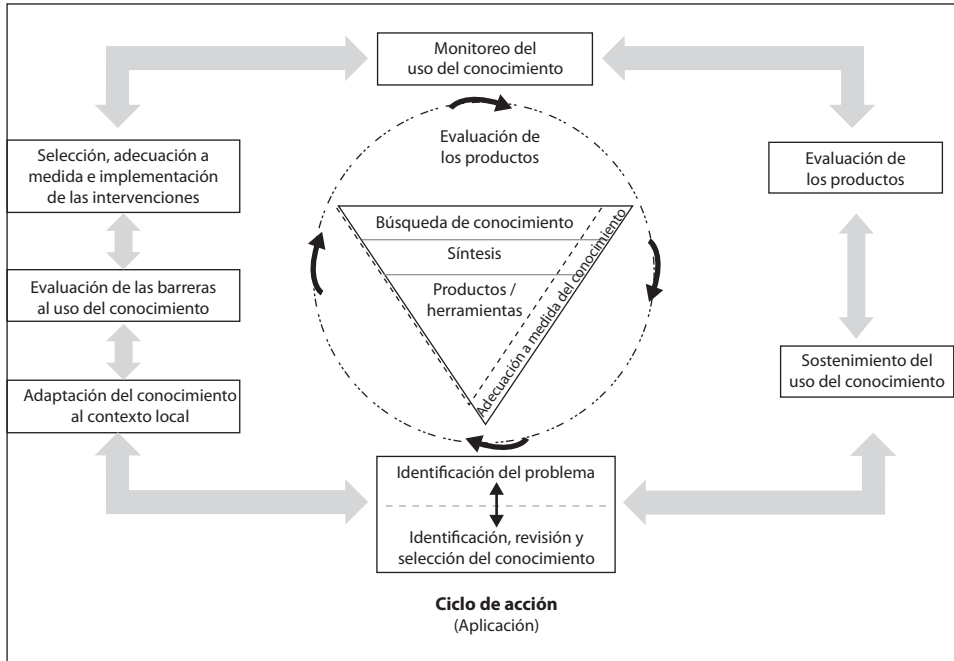 Monitoreo del
uso del conocimiento
Evaluación de
los productos
Selección, adecuación a
medida e implementación
de las intervenciones
Evaluación de
los productos
Búsqueda de conocimiento
Síntesis
Productos /
herramientas
Adecuación a medida del conocimiento
Evaluación de las barreras
al uso del conocimiento
Sostenimiento del
uso del conocimiento
Adaptación del conocimiento
al contexto local
Identificación del problema
Identificación, revisión y
selección del conocimiento
Ciclo de acción
(Aplicación)